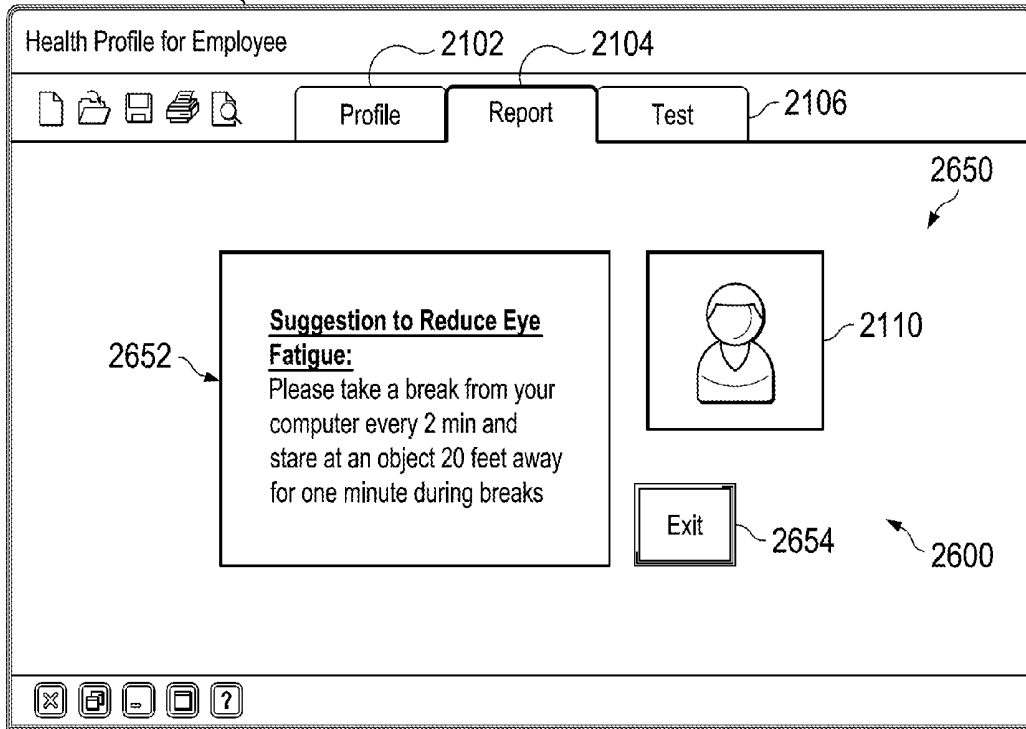 Health Profile for Employee
2102
2104
Profile
Report
Test
2106
2650
Suggestion to Reduce Eye
Fatigue:
Please take a break from your
computer every 2 min and
stare at an object 20 feet away
for one minute during breaks
2652
2110
Exit
2654
2600
?